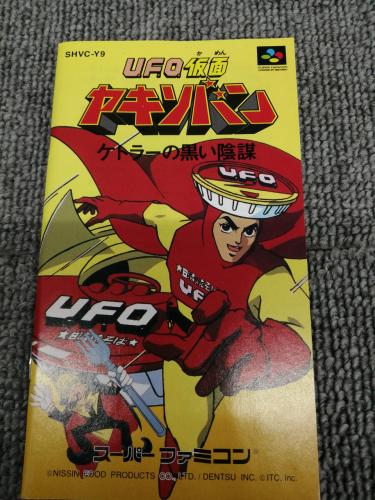 SHVC-Y9
UFO仮面
かめん
ヤキソバン
ケトラーの黒い陰謀
SUPER FAMICOM
UFO
UFO
スーパー ファミコン
©NISSIN FOOD PRODUCTS CO., LTD. / DENTSU INC. ©ITC. Inc.